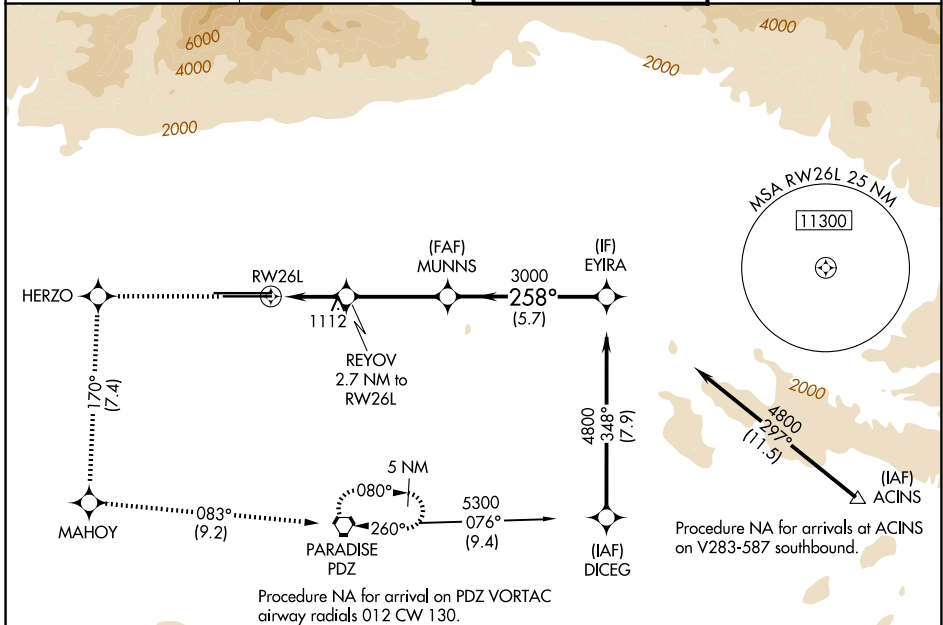 6000
4000
2000
2000
4000
MSA RW26L 25 NM
11300
HERZO
RW26L
(FAF)
MUNNS
3000
258°
(5.7)
(IF)
EYIRA
1112
REYOV
2.7 NM to
RW26L
170°
(7.4)
4800
348°
(7.9)
2000
4800
297°
(11.5)
(IAF)
ACINS
Procedure NA for arrivals at ACINS
on V283-587 southbound.
MAHOY
083°
(9.2)
5 NM
080°
260°
PARADISE
PDZ
5300
076°
(9.4)
(IAF)
DICEG
Procedure NA for arrival on PDZ VORTAC
airway radials 012 CW 130.